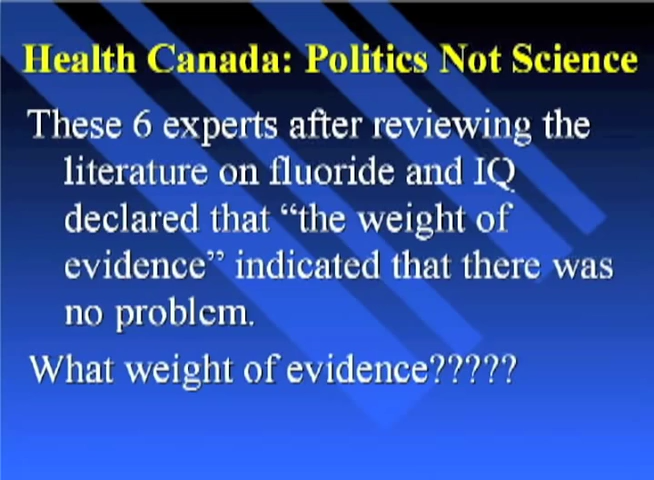 Health Canada: Politics Not Science
These 6 experts after reviewing the
literature on fluoride and IQ
declared that “the weight of
evidence” indicated that there was
no problem.
What weight of evidence?????